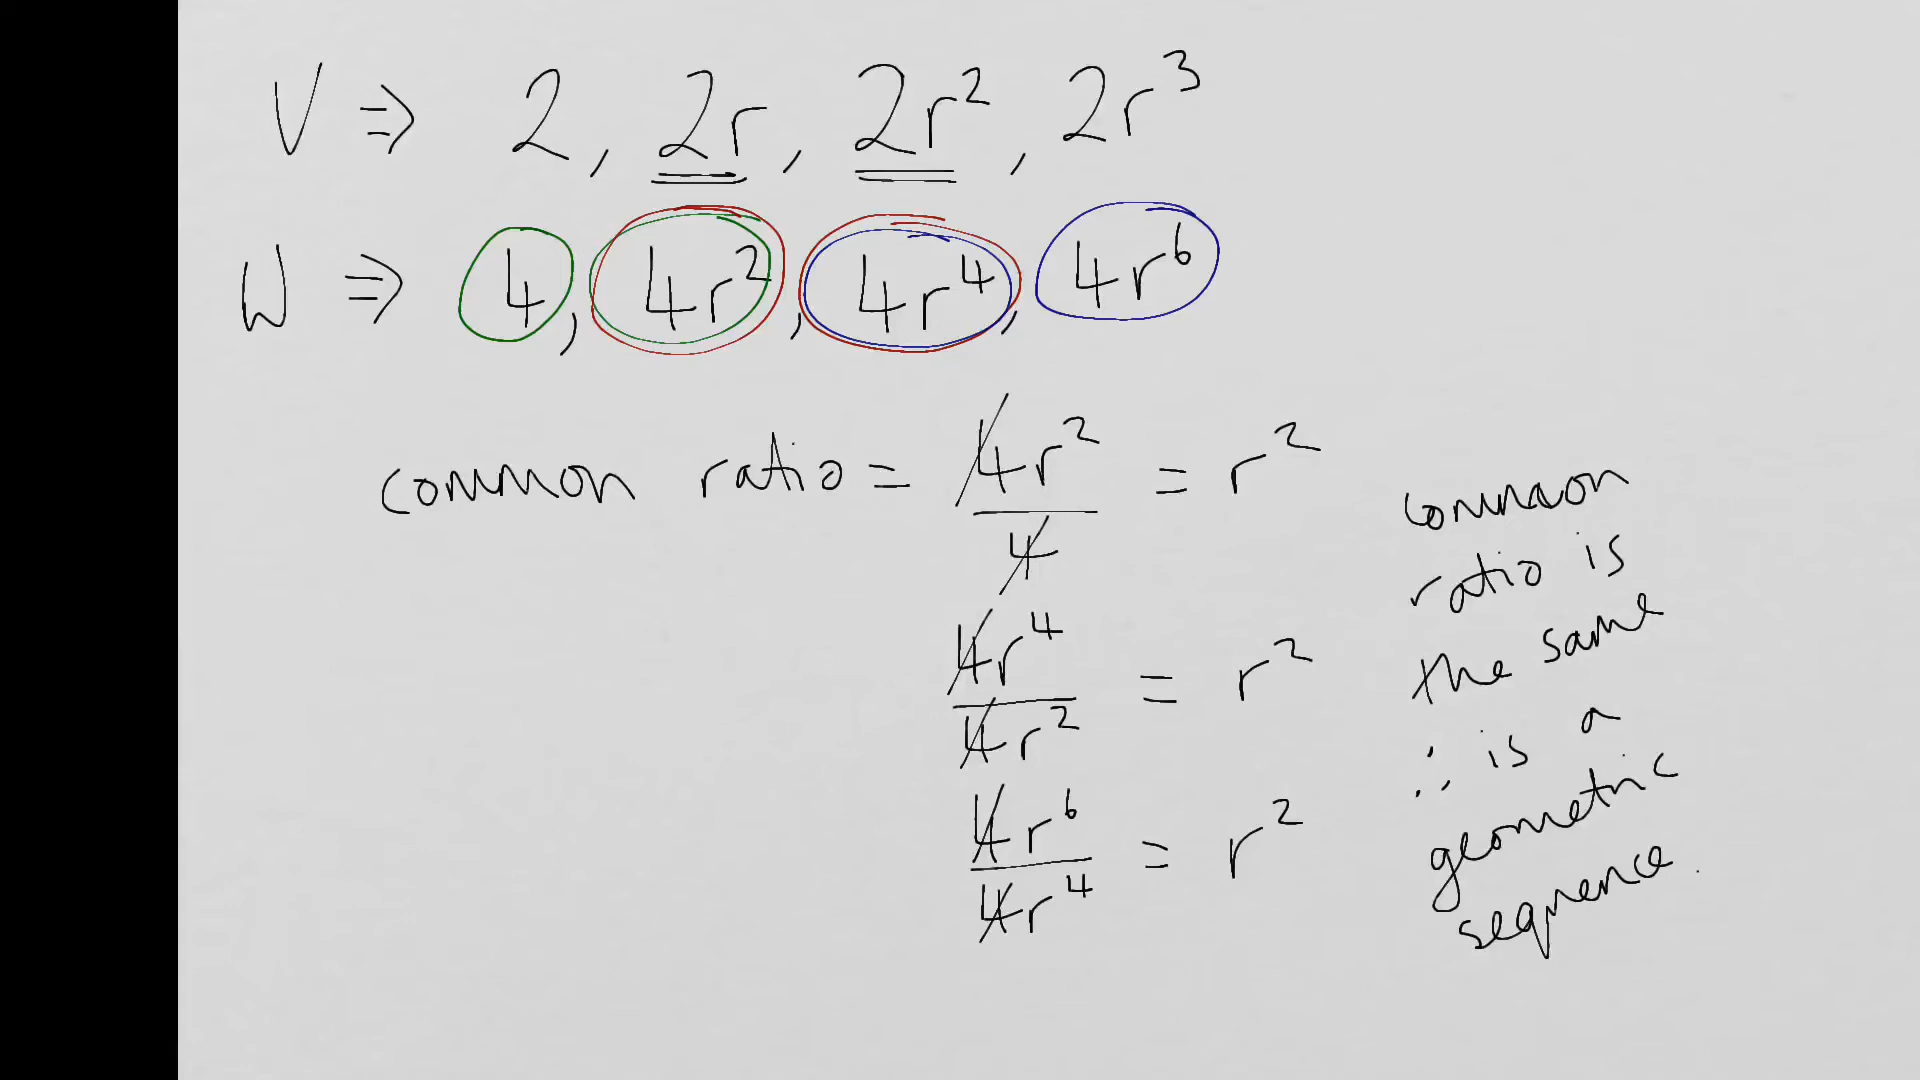 V ⇒ 2, 2r, 2r², 2r³
W ⇒ 4, 4r², 4r⁴, 4r⁶
common ratio = 4r²/4 = r²
4r⁴/4r² = r²
4r⁶/4r⁴ = r²
common
ratio is
the same
∴ is a
geometric
sequence.